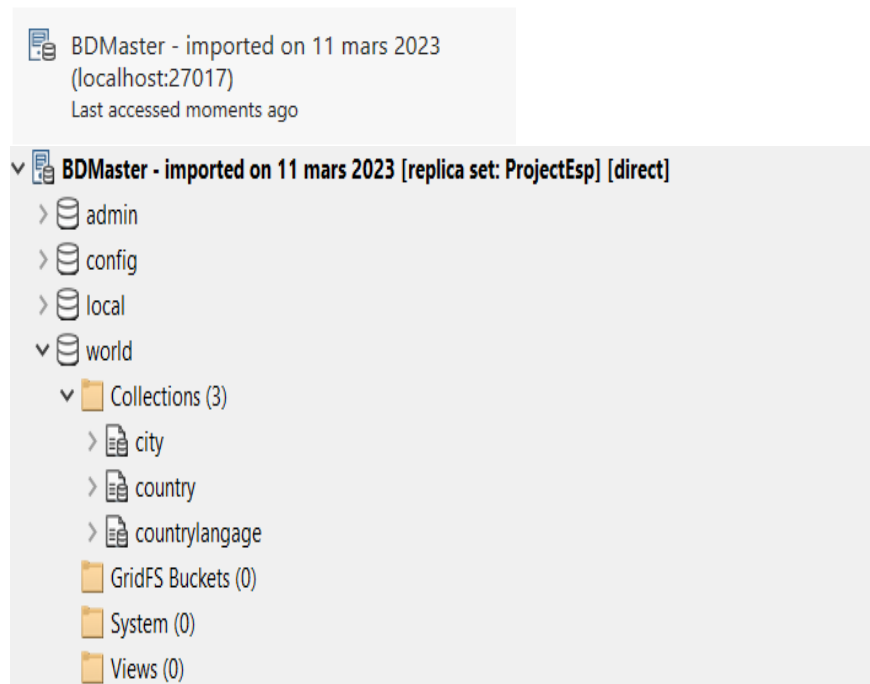 BDMaster - imported on 11 mars 2023
(localhost:27017)
Last accessed moments ago
BDMaster - imported on 11 mars 2023 [replica set: ProjectEsp] [direct]
admin
config
local
world
Collections (3)
city
country
countrylangage
GridFS Buckets (0)
System (0)
Views (0)